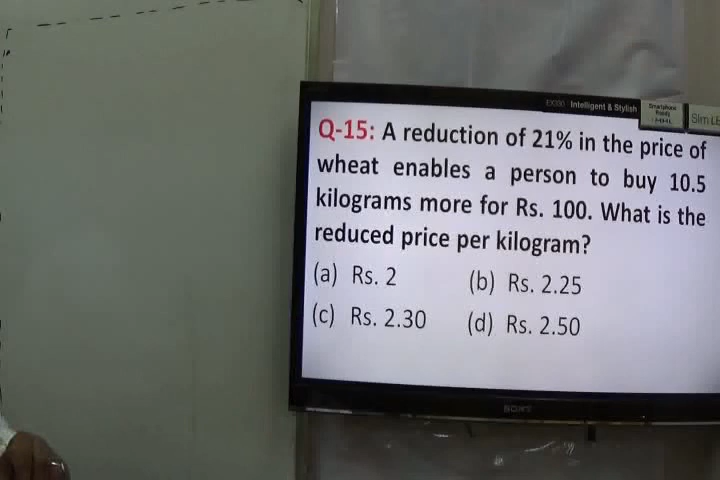 EX330 Intelligent & Stylish
Slim LE
Q-15: A reduction of 21% in the price of
wheat enables a person to buy 10.5
kilograms more for Rs. 100. What is the
reduced price per kilogram?
(a) Rs. 2 (b) Rs. 2.25
(c) Rs. 2.30 (d) Rs. 2.50
SONY